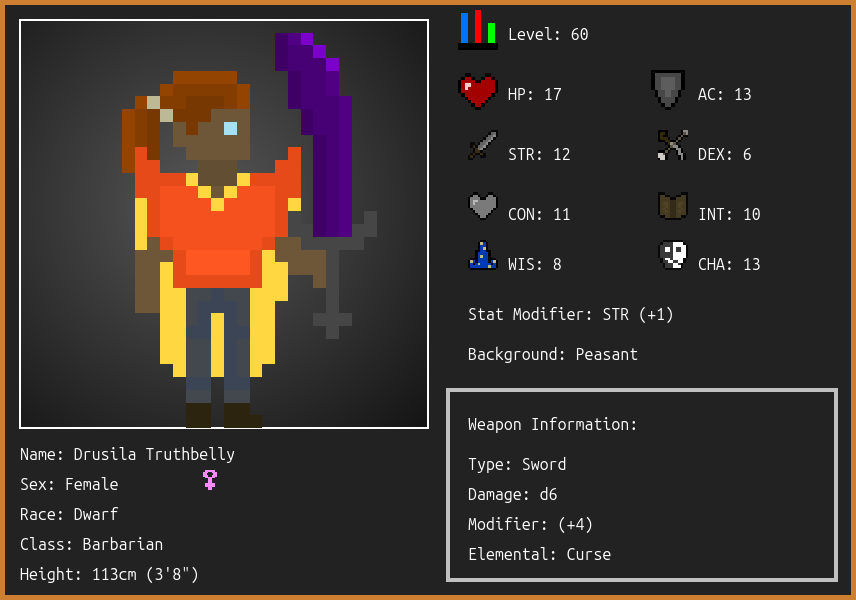 Level: 60
HP: 17
AC: 13
STR: 12
DEX: 6
CON: 11
INT: 10
WIS: 8
CHA: 13
Stat Modifier: STR (+1)
Background: Peasant
Weapon Information:
Type: Sword
Damage: d6
Modifier: (+4)
Elemental: Curse
Name: Drusila Truthbelly
Sex: Female
Race: Dwarf
Class: Barbarian
Height: 113cm (3'8")